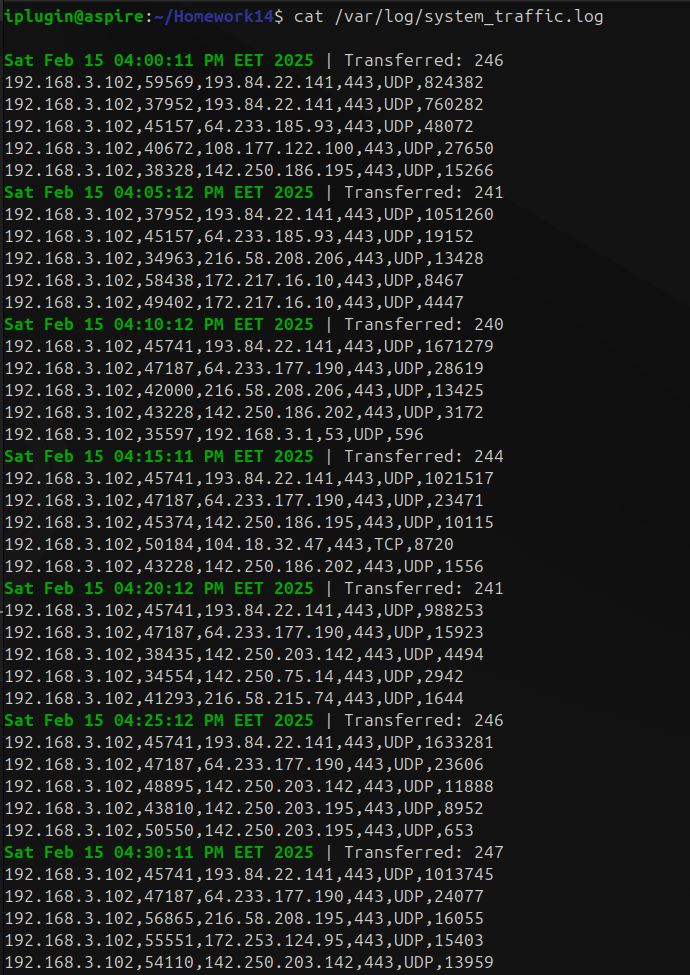 iplugin@aspire:~/Homework14$ cat /var/log/system_traffic.log
Sat Feb 15 04:00:11 PM EET 2025 | Transferred: 246
192.168.3.102,59569,193.84.22.141,443,UDP,824382
192.168.3.102,37952,193.84.22.141,443,UDP,760282
192.168.3.102,45157,64.233.185.93,443,UDP,48072
192.168.3.102,40672,108.177.122.100,443,UDP,27650
192.168.3.102,38328,142.250.186.195,443,UDP,15266
Sat Feb 15 04:05:12 PM EET 2025 | Transferred: 241
192.168.3.102,37952,193.84.22.141,443,UDP,1051260
192.168.3.102,45157,64.233.185.93,443,UDP,19152
192.168.3.102,34963,216.58.208.206,443,UDP,13428
192.168.3.102,58438,172.217.16.10,443,UDP,8467
192.168.3.102,49402,172.217.16.10,443,UDP,4447
Sat Feb 15 04:10:12 PM EET 2025 | Transferred: 240
192.168.3.102,45741,193.84.22.141,443,UDP,1671279
192.168.3.102,47187,64.233.177.190,443,UDP,28619
192.168.3.102,42000,216.58.208.206,443,UDP,13425
192.168.3.102,43228,142.250.186.202,443,UDP,3172
192.168.3.102,35597,192.168.3.1,53,UDP,596
Sat Feb 15 04:15:11 PM EET 2025 | Transferred: 244
192.168.3.102,45741,193.84.22.141,443,UDP,1021517
192.168.3.102,47187,64.233.177.190,443,UDP,23471
192.168.3.102,45374,142.250.186.195,443,UDP,10115
192.168.3.102,50184,104.18.32.47,443,TCP,8720
192.168.3.102,43228,142.250.186.202,443,UDP,1556
Sat Feb 15 04:20:12 PM EET 2025 | Transferred: 241
192.168.3.102,45741,193.84.22.141,443,UDP,988253
192.168.3.102,47187,64.233.177.190,443,UDP,15923
192.168.3.102,38435,142.250.203.142,443,UDP,4494
192.168.3.102,34554,142.250.75.14,443,UDP,2942
192.168.3.102,41293,216.58.215.74,443,UDP,1644
Sat Feb 15 04:25:12 PM EET 2025 | Transferred: 246
192.168.3.102,45741,193.84.22.141,443,UDP,1633281
192.168.3.102,47187,64.233.177.190,443,UDP,23606
192.168.3.102,48895,142.250.203.142,443,UDP,11888
192.168.3.102,43810,142.250.203.195,443,UDP,8952
192.168.3.102,50550,142.250.203.195,443,UDP,653
Sat Feb 15 04:30:11 PM EET 2025 | Transferred: 247
192.168.3.102,45741,193.84.22.141,443,UDP,1013745
192.168.3.102,47187,64.233.177.190,443,UDP,24077
192.168.3.102,56865,216.58.208.195,443,UDP,16055
192.168.3.102,55551,172.253.124.95,443,UDP,15403
192.168.3.102,54110,142.250.203.142,443,UDP,13959